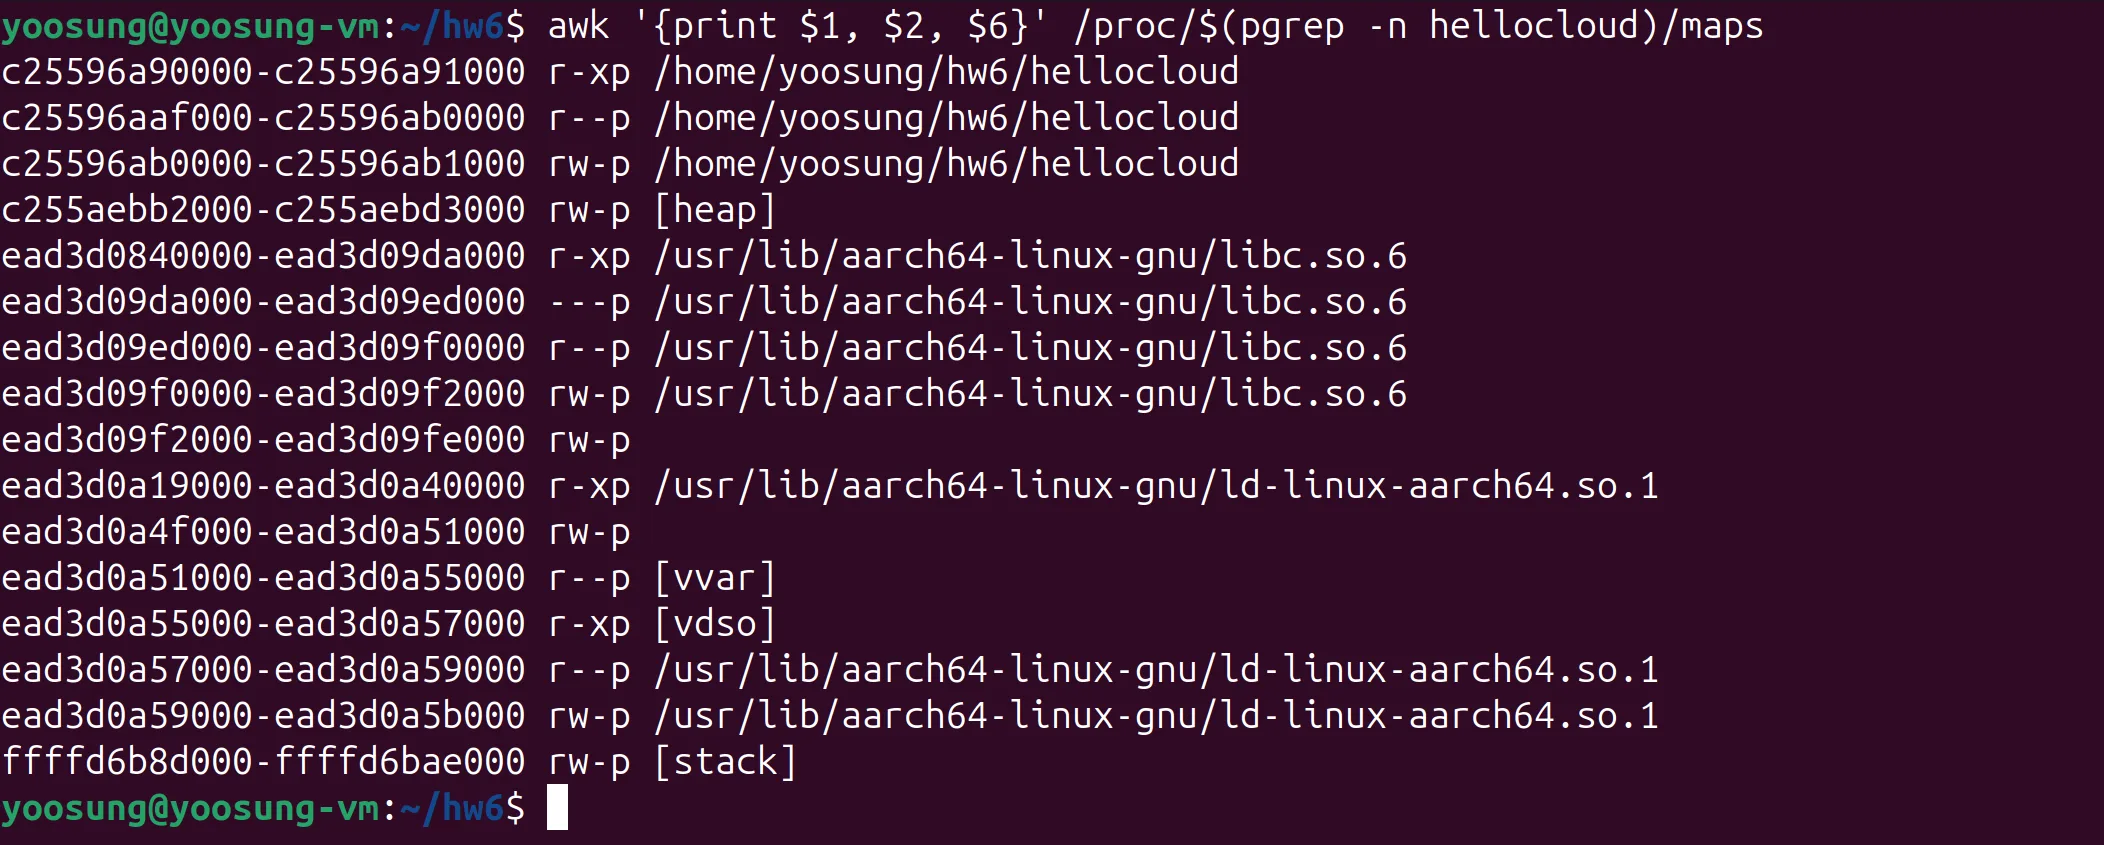 yoosung@yoosung-vm:~/hw6$ awk '{print $1, $2, $6}' /proc/$(pgrep -n hellocloud)/maps
c25596a90000-c25596a91000 r-xp /home/yoosung/hw6/hellocloud
c25596aaf000-c25596ab0000 r--p /home/yoosung/hw6/hellocloud
c25596ab0000-c25596ab1000 rw-p /home/yoosung/hw6/hellocloud
c255aebb2000-c255aebd3000 rw-p [heap]
ead3d0840000-ead3d09da000 r-xp /usr/lib/aarch64-linux-gnu/libc.so.6
ead3d09da000-ead3d09ed000 ---p /usr/lib/aarch64-linux-gnu/libc.so.6
ead3d09ed000-ead3d09f0000 r--p /usr/lib/aarch64-linux-gnu/libc.so.6
ead3d09f0000-ead3d09f2000 rw-p /usr/lib/aarch64-linux-gnu/libc.so.6
ead3d09f2000-ead3d09fe000 rw-p
ead3d0a19000-ead3d0a40000 r-xp /usr/lib/aarch64-linux-gnu/ld-linux-aarch64.so.1
ead3d0a4f000-ead3d0a51000 rw-p
ead3d0a51000-ead3d0a55000 r--p [vvar]
ead3d0a55000-ead3d0a57000 r-xp [vdso]
ead3d0a57000-ead3d0a59000 r--p /usr/lib/aarch64-linux-gnu/ld-linux-aarch64.so.1
ead3d0a59000-ead3d0a5b000 rw-p /usr/lib/aarch64-linux-gnu/ld-linux-aarch64.so.1
ffffd6b8d000-ffffd6bae000 rw-p [stack]
yoosung@yoosung-vm:~/hw6$